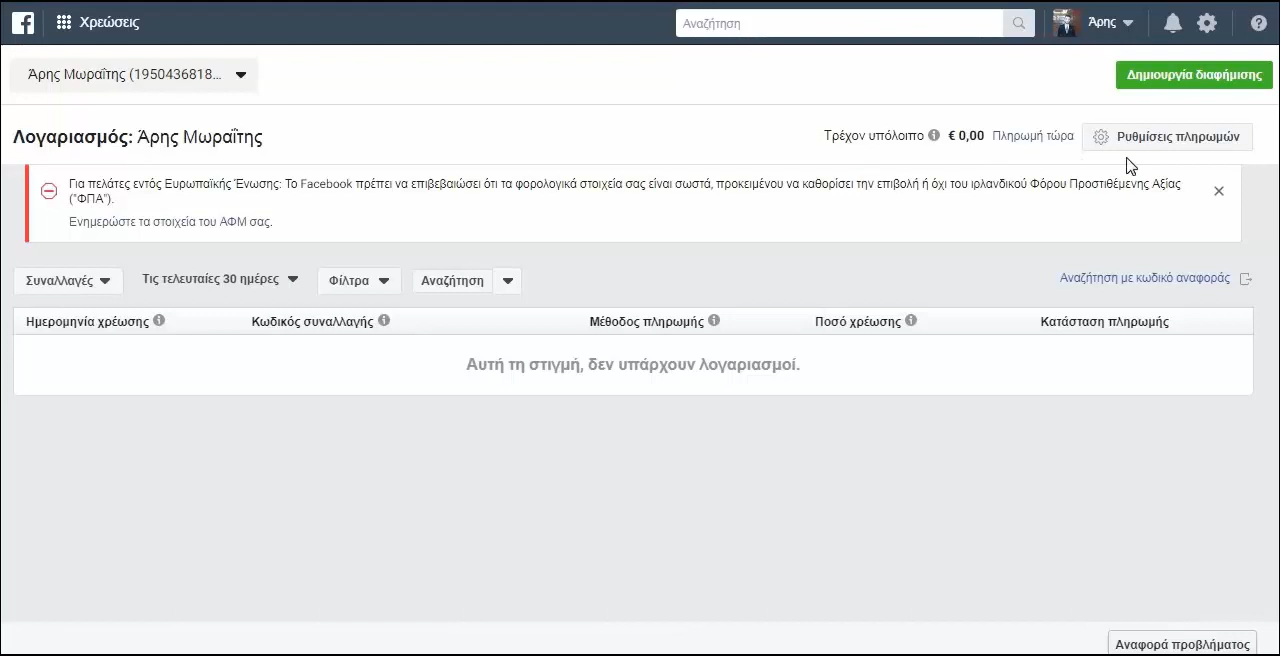 Χρεώσεις
Αναζήτηση
Άρης
Άρης Μωραΐτης (1950436818...
Δημιουργία διαφήμισης
Λογαριασμός: Άρης Μωραΐτης
Τρέχον υπόλοιπο € 0,00 Πληρωμή τώρα
Ρυθμίσεις πληρωμών
Για πελάτες εντός Ευρωπαϊκής Ένωσης: Το Facebook πρέπει να επιβεβαιώσει ότι τα φορολογικά στοιχεία σας είναι σωστά, προκειμένου να καθορίσει την επιβολή ή όχι του ιρλανδικού Φόρου Προστιθέμενης Αξίας
("ΦΠΑ").
Ενημερώστε τα στοιχεία του ΑΦΜ σας.
Συναλλαγές
Τις τελευταίες 30 ημέρες
Φίλτρα
Αναζήτηση
Αναζήτηση με κωδικό αναφοράς
Ημερομηνία χρέωσης
Κωδικός συναλλαγής
Μέθοδος πληρωμής
Ποσό χρέωσης
Κατάσταση πληρωμής
Αυτή τη στιγμή, δεν υπάρχουν λογαριασμοί.
Αναφορά προβλήματος